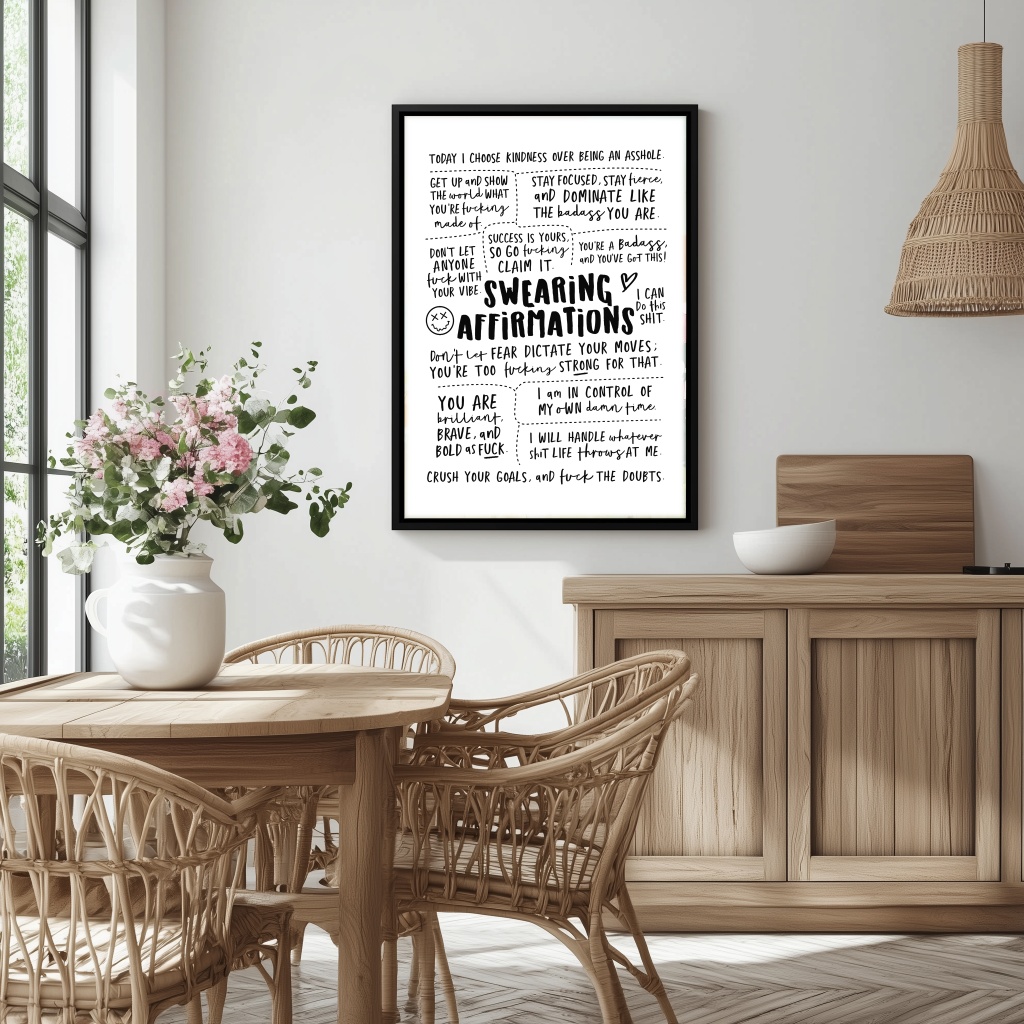 TODAY I CHOOSE KINDNESS OVER BEING AN ASSHOLE.
GET UP and SHOW
THE world WHAT
YOU'RE fucking
made of.
STAY FOCUSED, STAY fierce,
and DOMINATE LIKE
THE badass YOU ARE.
DON'T LET
ANYONE
fuck WITH
YOUR VIBE.
SUCCESS IS YOURS,
SO GO fucking
CLAIM IT.
YOU'RE A Badass,
and YOU'VE GOT THIS!
SWEARING
AFFIRMATIONS
I CAN
Do this
SHIT.
Don't let FEAR DICTATE YOUR MOVES;
YOU'RE TOO fucking STRONG FOR THAT.
YOU ARE
brilliant,
BRAVE, and
BOLD as FUCK.
I am IN CONTROL OF
MY OWN damn time.
I WILL HANDLE whatever
shit LIFE throws AT ME.
CRUSH YOUR GOALS, and fuck THE DOUBTS.